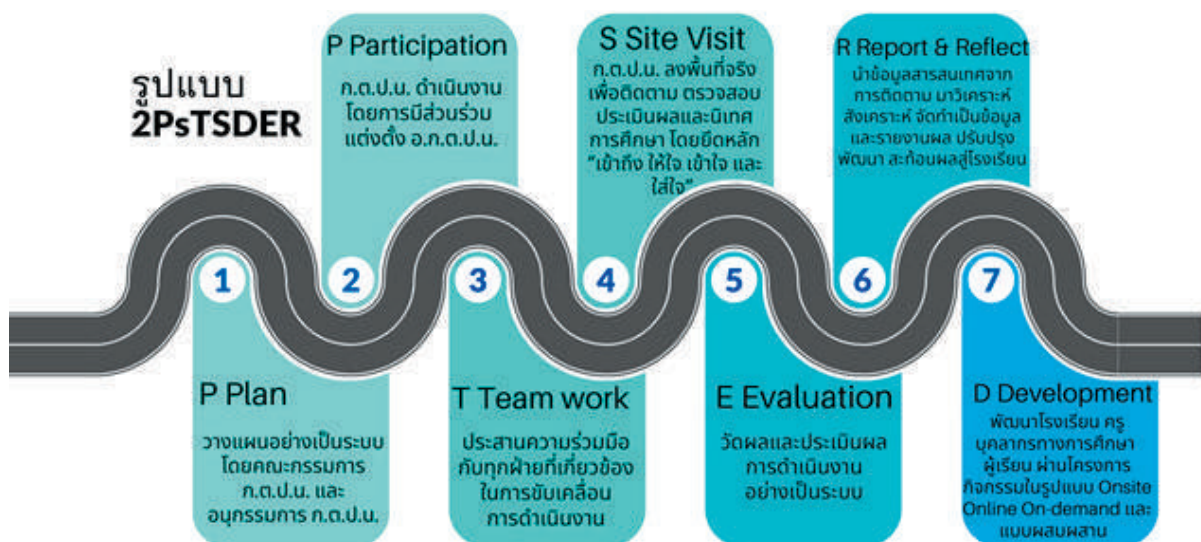 รูปแบบ
2PsTSDER
1
P Plan
วางแผนอย่างเป็นระบบ
โดยคณะกรรมการ
ก.ต.ป.น. และ
อนุกรรมการ ก.ต.ป.น.
P Participation
ก.ต.ป.น. ดำเนินงาน
โดยการมีส่วนร่วม
แต่งตั้ง อ.ก.ต.ป.น.
2
3
T Team work
ประสานความร่วมมือ
กับทุกฝ่ายที่เกี่ยวข้อง
ในการขับเคลื่อน
การดำเนินงาน
S Site Visit
ก.ต.ป.น. ลงพื้นที่จริง
เพื่อติดตาม ตรวจสอบ
ประเมินผลและนิเทศ
การศึกษา โดยยึดหลัก
“เข้าถึง ให้ใจ เข้าใจ และ
ใส่ใจ”
4
5
E Evaluation
วัดผลและประเมินผล
การดำเนินงาน
อย่างเป็นระบบ
R Report & Reflect
นำข้อมูลสารสนเทศจาก
การติดตาม มาวิเคราะห์
สังเคราะห์ จัดทำเป็นข้อมูล
และรายงานผล ปรับปรุง
พัฒนา สะท้อนผลสู่โรงเรียน
6
7
D Development
พัฒนาโรงเรียน ครู
บุคลากรทางการศึกษา
ผู้เรียน ผ่านโครงการ
กิจกรรมในรูปแบบ Onsite
Online On-demand และ
แบบผสมผสาน